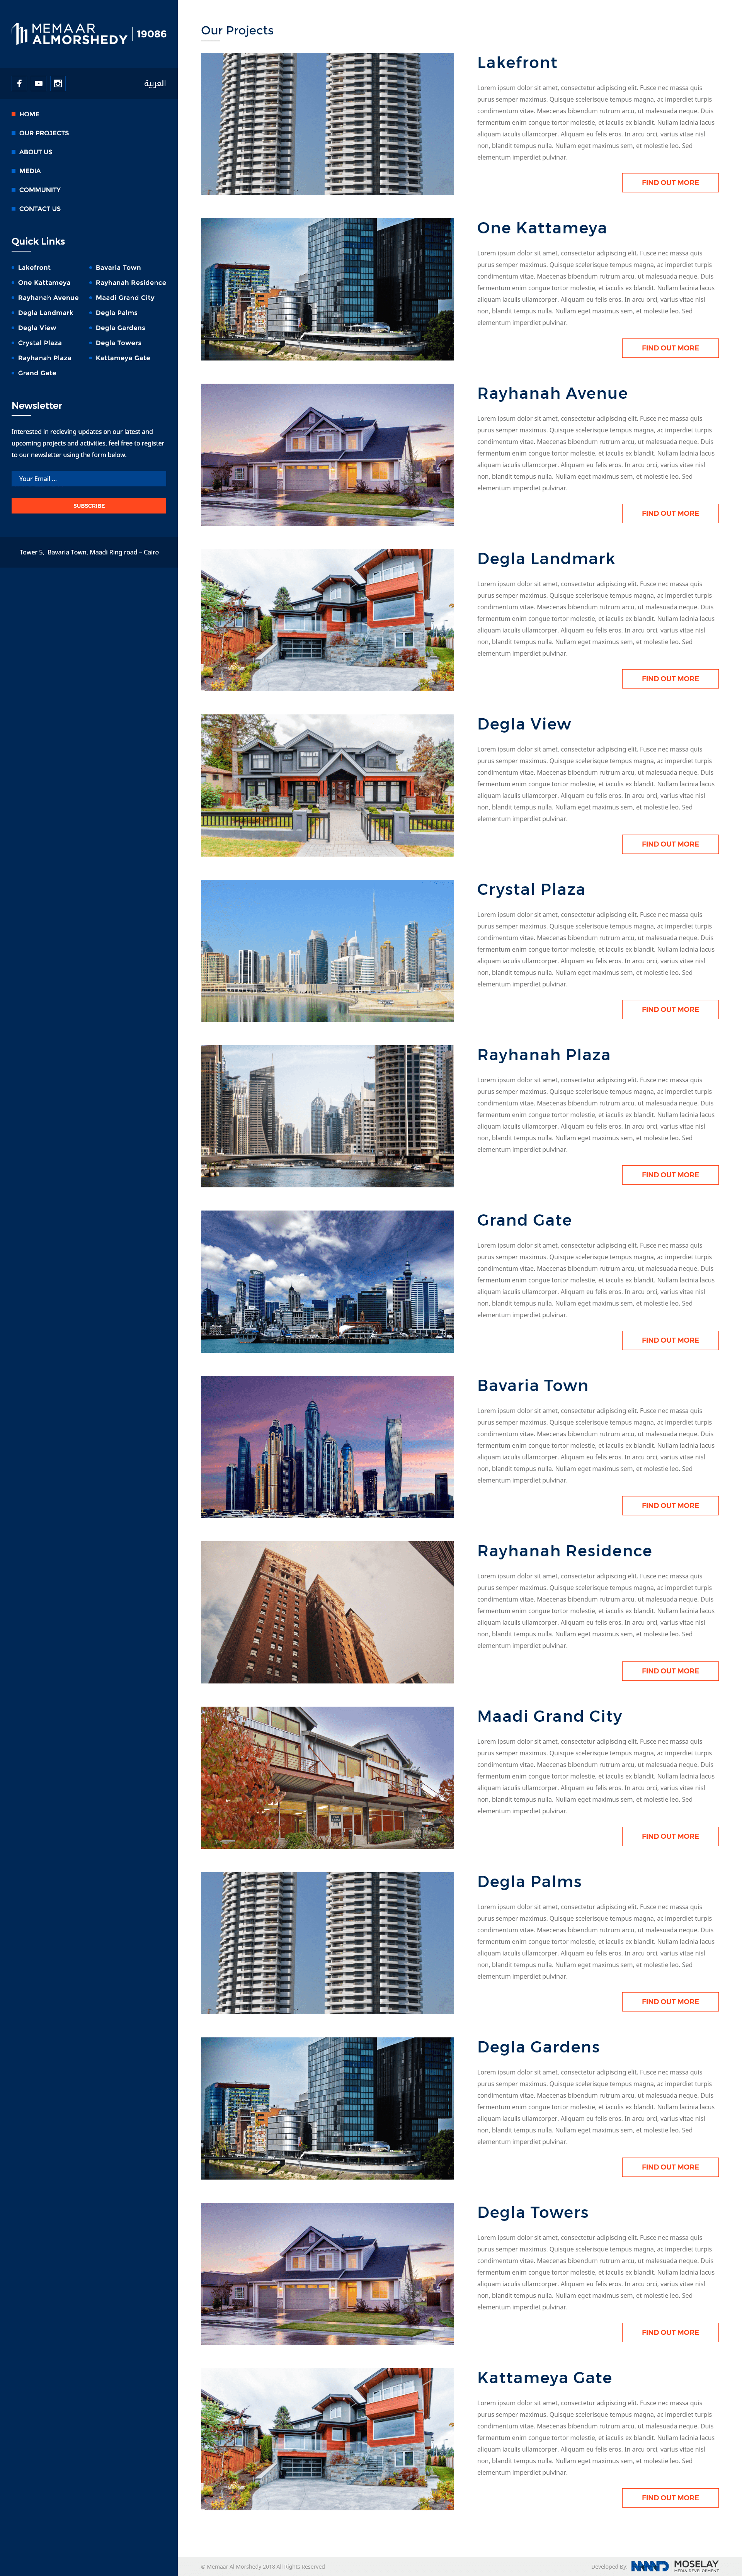 MEMAAR
ALMORSHEDY
19086
العربية
HOME
OUR PROJECTS
ABOUT US
MEDIA
COMMUNITY
CONTACT US
Quick Links
Lakefront
Bavaria Town
One Kattameya
Rayhanah Residence
Rayhanah Avenue
Maadi Grand City
Degla Landmark
Degla Palms
Degla View
Degla Gardens
Crystal Plaza
Degla Towers
Rayhanah Plaza
Kattameya Gate
Grand Gate
Newsletter
Interested in recieving updates on our latest and
upcoming projects and activities, feel free to register
to our newsletter using the form below.
Your Email ...
SUBSCRIBE
Tower 5, Bavaria Town, Maadi Ring road – Cairo
Our Projects
Lakefront
Lorem ipsum dolor sit amet, consectetur adipiscing elit. Fusce nec massa quis
purus semper maximus. Quisque scelerisque tempus magna, ac imperdiet turpis
condimentum vitae. Maecenas bibendum rutrum arcu, ut malesuada neque. Duis
fermentum enim congue tortor molestie, et iaculis ex blandit. Nullam lacinia lacus
aliquam iaculis ullamcorper. Aliquam eu felis eros. In arcu orci, varius vitae nisl
non, blandit tempus nulla. Nullam eget maximus sem, et molestie leo. Sed
elementum imperdiet pulvinar.
FIND OUT MORE
One Kattameya
Lorem ipsum dolor sit amet, consectetur adipiscing elit. Fusce nec massa quis
purus semper maximus. Quisque scelerisque tempus magna, ac imperdiet turpis
condimentum vitae. Maecenas bibendum rutrum arcu, ut malesuada neque. Duis
fermentum enim congue tortor molestie, et iaculis ex blandit. Nullam lacinia lacus
aliquam iaculis ullamcorper. Aliquam eu felis eros. In arcu orci, varius vitae nisl
non, blandit tempus nulla. Nullam eget maximus sem, et molestie leo. Sed
elementum imperdiet pulvinar.
FIND OUT MORE
Rayhanah Avenue
Lorem ipsum dolor sit amet, consectetur adipiscing elit. Fusce nec massa quis
purus semper maximus. Quisque scelerisque tempus magna, ac imperdiet turpis
condimentum vitae. Maecenas bibendum rutrum arcu, ut malesuada neque. Duis
fermentum enim congue tortor molestie, et iaculis ex blandit. Nullam lacinia lacus
aliquam iaculis ullamcorper. Aliquam eu felis eros. In arcu orci, varius vitae nisl
non, blandit tempus nulla. Nullam eget maximus sem, et molestie leo. Sed
elementum imperdiet pulvinar.
FIND OUT MORE
Degla Landmark
Lorem ipsum dolor sit amet, consectetur adipiscing elit. Fusce nec massa quis
purus semper maximus. Quisque scelerisque tempus magna, ac imperdiet turpis
condimentum vitae. Maecenas bibendum rutrum arcu, ut malesuada neque. Duis
fermentum enim congue tortor molestie, et iaculis ex blandit. Nullam lacinia lacus
aliquam iaculis ullamcorper. Aliquam eu felis eros. In arcu orci, varius vitae nisl
non, blandit tempus nulla. Nullam eget maximus sem, et molestie leo. Sed
elementum imperdiet pulvinar.
FIND OUT MORE
Degla View
Lorem ipsum dolor sit amet, consectetur adipiscing elit. Fusce nec massa quis
purus semper maximus. Quisque scelerisque tempus magna, ac imperdiet turpis
condimentum vitae. Maecenas bibendum rutrum arcu, ut malesuada neque. Duis
fermentum enim congue tortor molestie, et iaculis ex blandit. Nullam lacinia lacus
aliquam iaculis ullamcorper. Aliquam eu felis eros. In arcu orci, varius vitae nisl
non, blandit tempus nulla. Nullam eget maximus sem, et molestie leo. Sed
elementum imperdiet pulvinar.
FIND OUT MORE
Crystal Plaza
Lorem ipsum dolor sit amet, consectetur adipiscing elit. Fusce nec massa quis
purus semper maximus. Quisque scelerisque tempus magna, ac imperdiet turpis
condimentum vitae. Maecenas bibendum rutrum arcu, ut malesuada neque. Duis
fermentum enim congue tortor molestie, et iaculis ex blandit. Nullam lacinia lacus
aliquam iaculis ullamcorper. Aliquam eu felis eros. In arcu orci, varius vitae nisl
non, blandit tempus nulla. Nullam eget maximus sem, et molestie leo. Sed
elementum imperdiet pulvinar.
FIND OUT MORE
Rayhanah Plaza
Lorem ipsum dolor sit amet, consectetur adipiscing elit. Fusce nec massa quis
purus semper maximus. Quisque scelerisque tempus magna, ac imperdiet turpis
condimentum vitae. Maecenas bibendum rutrum arcu, ut malesuada neque. Duis
fermentum enim congue tortor molestie, et iaculis ex blandit. Nullam lacinia lacus
aliquam iaculis ullamcorper. Aliquam eu felis eros. In arcu orci, varius vitae nisl
non, blandit tempus nulla. Nullam eget maximus sem, et molestie leo. Sed
elementum imperdiet pulvinar.
FIND OUT MORE
Grand Gate
Lorem ipsum dolor sit amet, consectetur adipiscing elit. Fusce nec massa quis
purus semper maximus. Quisque scelerisque tempus magna, ac imperdiet turpis
condimentum vitae. Maecenas bibendum rutrum arcu, ut malesuada neque. Duis
fermentum enim congue tortor molestie, et iaculis ex blandit. Nullam lacinia lacus
aliquam iaculis ullamcorper. Aliquam eu felis eros. In arcu orci, varius vitae nisl
non, blandit tempus nulla. Nullam eget maximus sem, et molestie leo. Sed
elementum imperdiet pulvinar.
FIND OUT MORE
Bavaria Town
Lorem ipsum dolor sit amet, consectetur adipiscing elit. Fusce nec massa quis
purus semper maximus. Quisque scelerisque tempus magna, ac imperdiet turpis
condimentum vitae. Maecenas bibendum rutrum arcu, ut malesuada neque. Duis
fermentum enim congue tortor molestie, et iaculis ex blandit. Nullam lacinia lacus
aliquam iaculis ullamcorper. Aliquam eu felis eros. In arcu orci, varius vitae nisl
non, blandit tempus nulla. Nullam eget maximus sem, et molestie leo. Sed
elementum imperdiet pulvinar.
FIND OUT MORE
Rayhanah Residence
Lorem ipsum dolor sit amet, consectetur adipiscing elit. Fusce nec massa quis
purus semper maximus. Quisque scelerisque tempus magna, ac imperdiet turpis
condimentum vitae. Maecenas bibendum rutrum arcu, ut malesuada neque. Duis
fermentum enim congue tortor molestie, et iaculis ex blandit. Nullam lacinia lacus
aliquam iaculis ullamcorper. Aliquam eu felis eros. In arcu orci, varius vitae nisl
non, blandit tempus nulla. Nullam eget maximus sem, et molestie leo. Sed
elementum imperdiet pulvinar.
FIND OUT MORE
Maadi Grand City
Lorem ipsum dolor sit amet, consectetur adipiscing elit. Fusce nec massa quis
purus semper maximus. Quisque scelerisque tempus magna, ac imperdiet turpis
condimentum vitae. Maecenas bibendum rutrum arcu, ut malesuada neque. Duis
fermentum enim congue tortor molestie, et iaculis ex blandit. Nullam lacinia lacus
aliquam iaculis ullamcorper. Aliquam eu felis eros. In arcu orci, varius vitae nisl
non, blandit tempus nulla. Nullam eget maximus sem, et molestie leo. Sed
elementum imperdiet pulvinar.
FIND OUT MORE
Degla Palms
Lorem ipsum dolor sit amet, consectetur adipiscing elit. Fusce nec massa quis
purus semper maximus. Quisque scelerisque tempus magna, ac imperdiet turpis
condimentum vitae. Maecenas bibendum rutrum arcu, ut malesuada neque. Duis
fermentum enim congue tortor molestie, et iaculis ex blandit. Nullam lacinia lacus
aliquam iaculis ullamcorper. Aliquam eu felis eros. In arcu orci, varius vitae nisl
non, blandit tempus nulla. Nullam eget maximus sem, et molestie leo. Sed
elementum imperdiet pulvinar.
FIND OUT MORE
Degla Gardens
Lorem ipsum dolor sit amet, consectetur adipiscing elit. Fusce nec massa quis
purus semper maximus. Quisque scelerisque tempus magna, ac imperdiet turpis
condimentum vitae. Maecenas bibendum rutrum arcu, ut malesuada neque. Duis
fermentum enim congue tortor molestie, et iaculis ex blandit. Nullam lacinia lacus
aliquam iaculis ullamcorper. Aliquam eu felis eros. In arcu orci, varius vitae nisl
non, blandit tempus nulla. Nullam eget maximus sem, et molestie leo. Sed
elementum imperdiet pulvinar.
FIND OUT MORE
Degla Towers
Lorem ipsum dolor sit amet, consectetur adipiscing elit. Fusce nec massa quis
purus semper maximus. Quisque scelerisque tempus magna, ac imperdiet turpis
condimentum vitae. Maecenas bibendum rutrum arcu, ut malesuada neque. Duis
fermentum enim congue tortor molestie, et iaculis ex blandit. Nullam lacinia lacus
aliquam iaculis ullamcorper. Aliquam eu felis eros. In arcu orci, varius vitae nisl
non, blandit tempus nulla. Nullam eget maximus sem, et molestie leo. Sed
elementum imperdiet pulvinar.
FIND OUT MORE
Kattameya Gate
Lorem ipsum dolor sit amet, consectetur adipiscing elit. Fusce nec massa quis
purus semper maximus. Quisque scelerisque tempus magna, ac imperdiet turpis
condimentum vitae. Maecenas bibendum rutrum arcu, ut malesuada neque. Duis
fermentum enim congue tortor molestie, et iaculis ex blandit. Nullam lacinia lacus
aliquam iaculis ullamcorper. Aliquam eu felis eros. In arcu orci, varius vitae nisl
non, blandit tempus nulla. Nullam eget maximus sem, et molestie leo. Sed
elementum imperdiet pulvinar.
FIND OUT MORE
© Memaar Al Morshedy 2018 All Rights Reserved
Developed By:
MOSELAY
MEDIA DEVELOPMENT